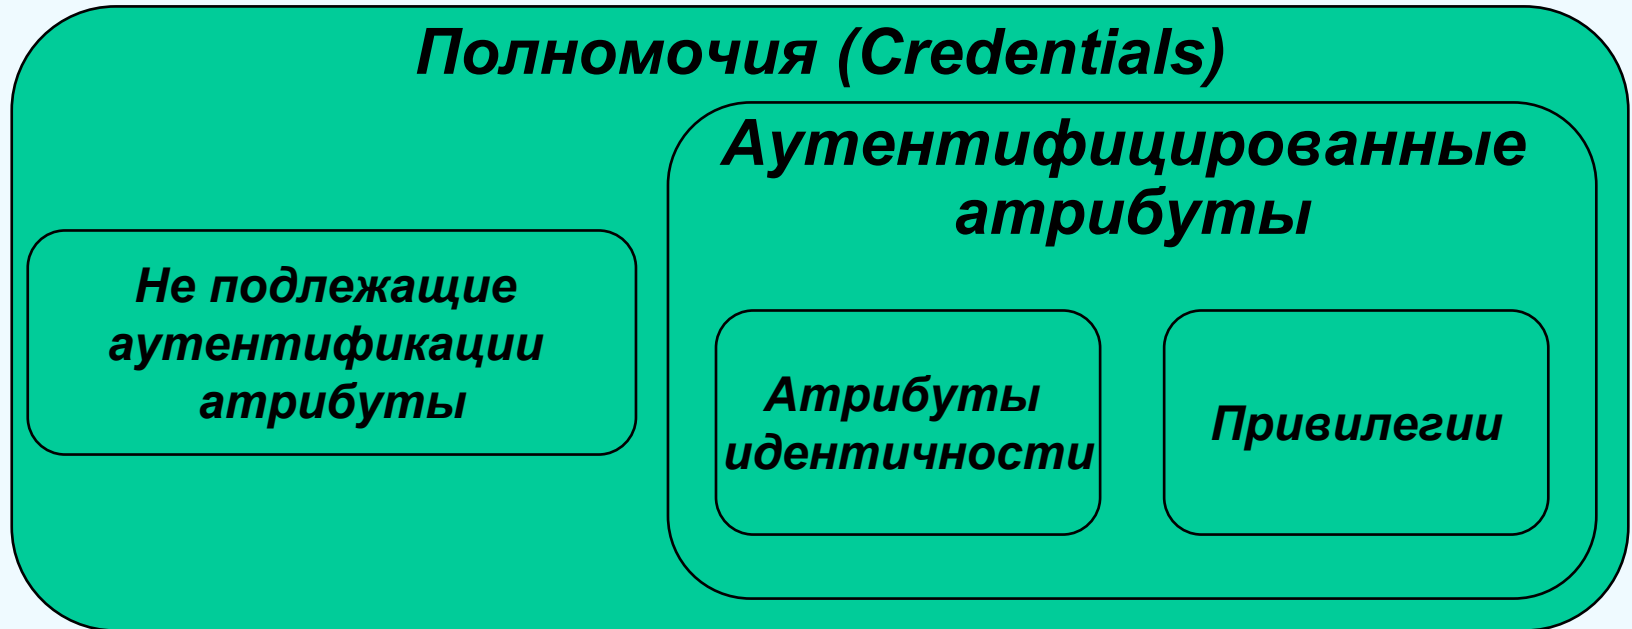 Полномочия (Credentials)
Аутентифицированные
атрибуты
Не подлежащие
аутентификации
атрибуты
Атрибуты
идентичности
Привилегии